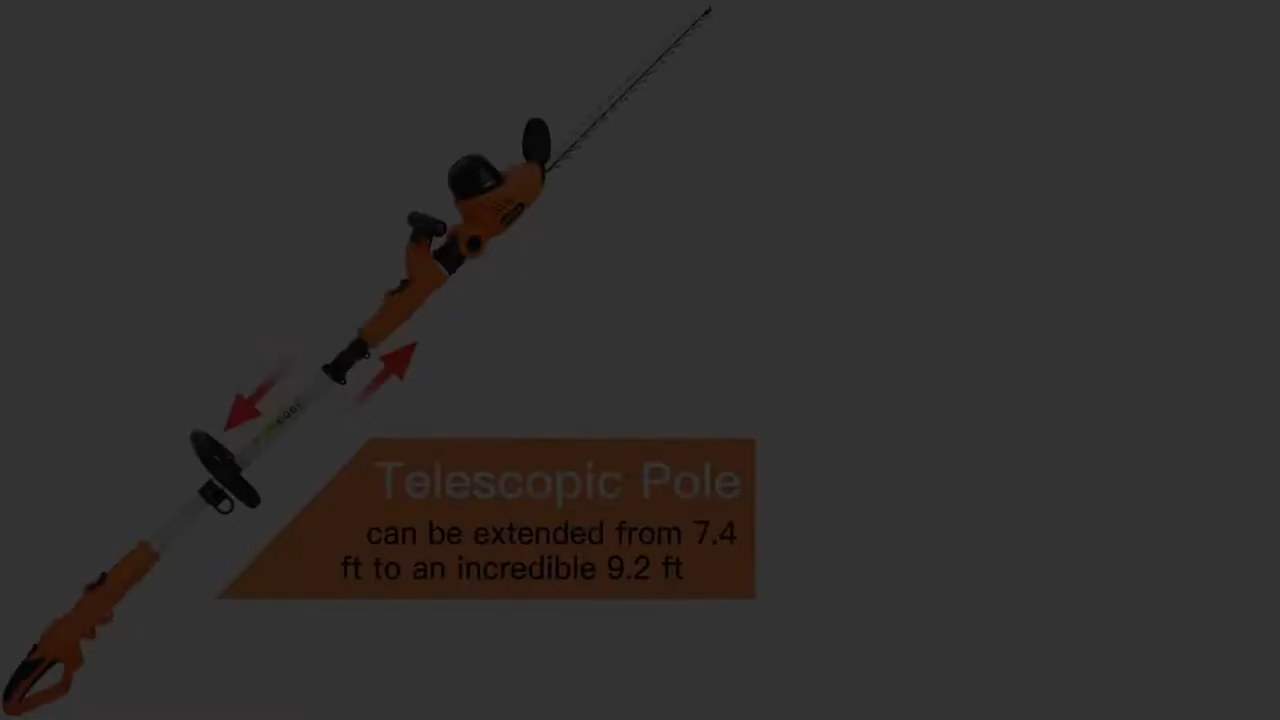 Telescopic Pole
can be extended from 7.4
ft to an incredible 9.2 ft